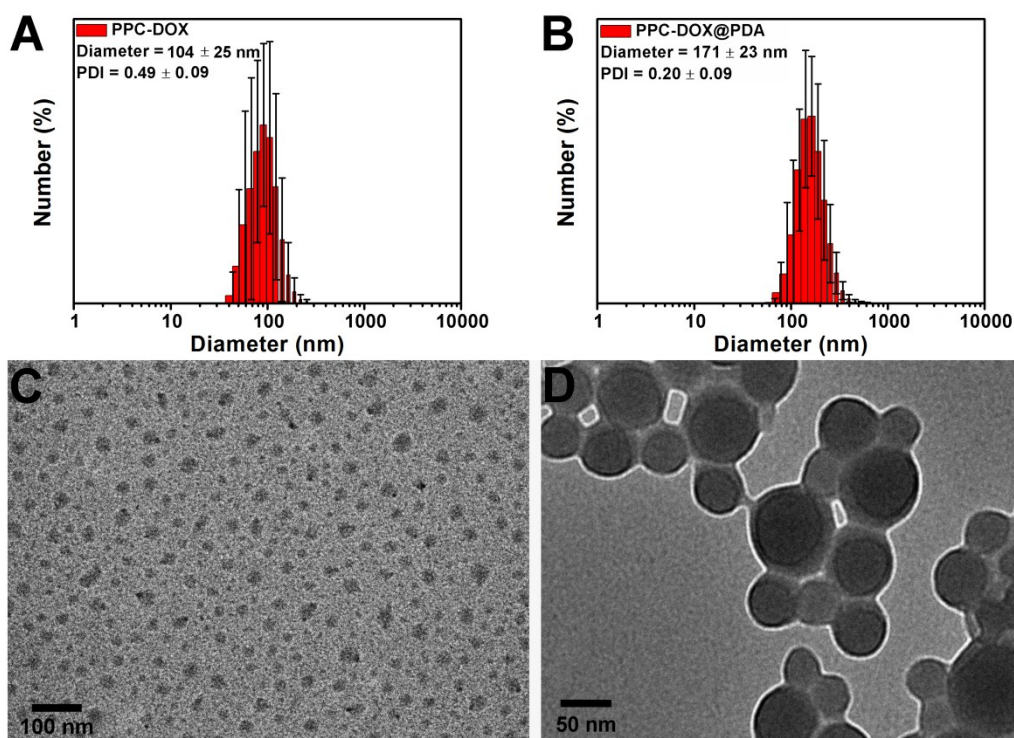 A
PPC-DOX
Diameter = 104 ± 25 nm
PDI = 0.49 ± 0.09
Number (%)
1 10 100 1000 10000
Diameter (nm)
B
PPC-DOX@PDA
Diameter = 171 ± 23 nm
PDI = 0.20 ± 0.09
Number (%)
1 10 100 1000 10000
Diameter (nm)
C
100 nm
D
50 nm